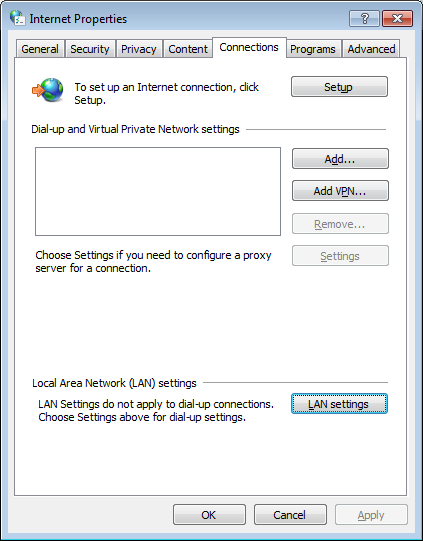 Internet Properties
?
General Security Privacy Content Connections Programs Advanced
To set up an Internet connection, click
Setup.
Setup
Dial-up and Virtual Private Network settings
Add...
Add VPN...
Remove...
Choose Settings if you need to configure a proxy
server for a connection.
Settings
Local Area Network (LAN) settings
LAN Settings do not apply to dial-up connections.
Choose Settings above for dial-up settings.
LAN settings
OK Cancel Apply